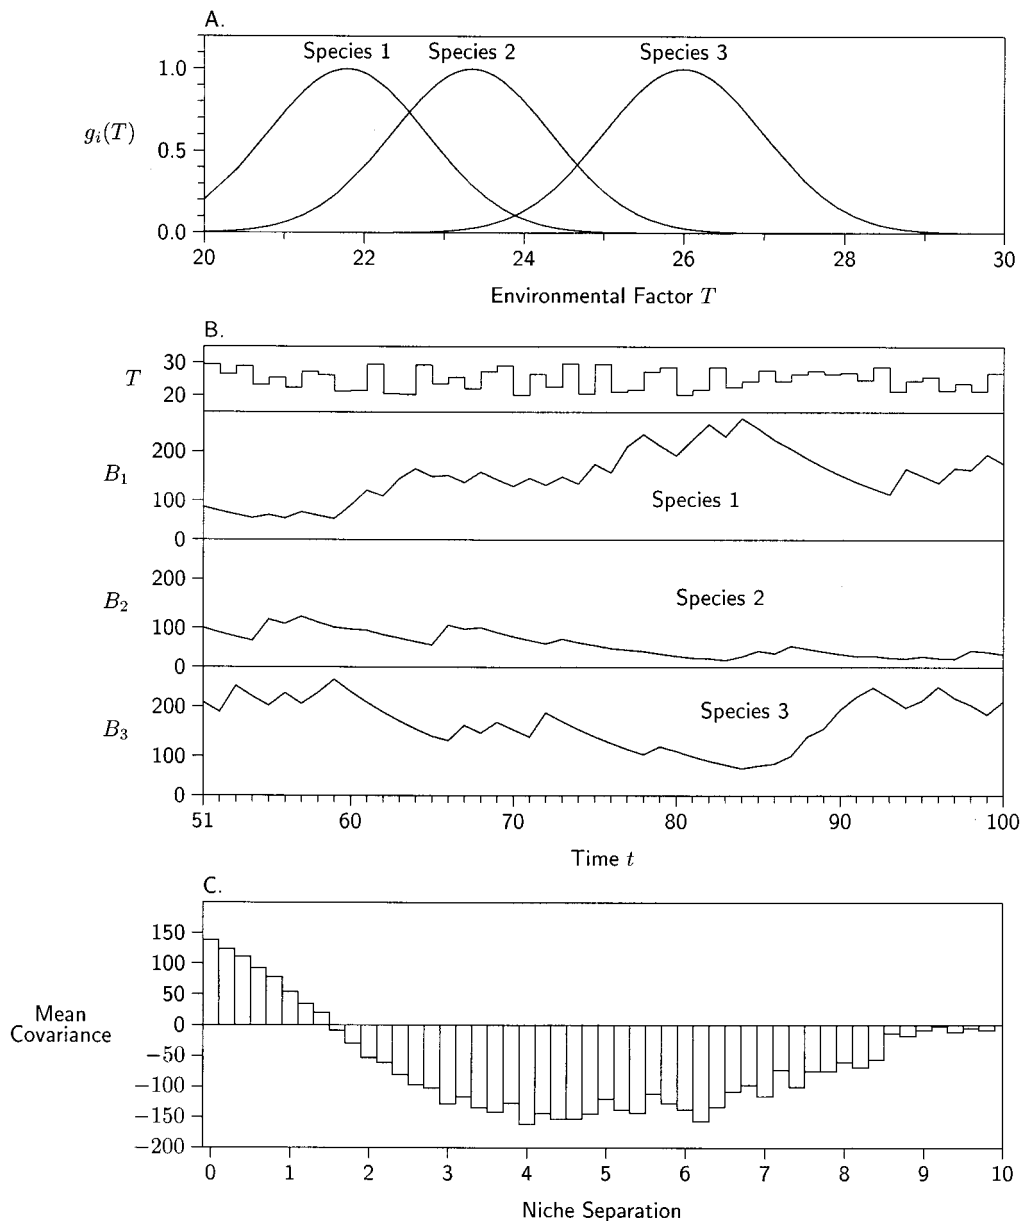 A.
Species 1 Species 2 Species 3
1.0
g_i(T) 0.5
0.0
20 22 24 26 28 30
Environmental Factor T
B.
30
T
20
200
B_1
100 Species 1
0
200
B_2 Species 2
100
0
200 Species 3
B_3
100
0
51 60 70 80 90 100
Time t
C.
150
100
50
Mean 0
Covariance
−50
−100
−150
−200
0 1 2 3 4 5 6 7 8 9 10
Niche Separation